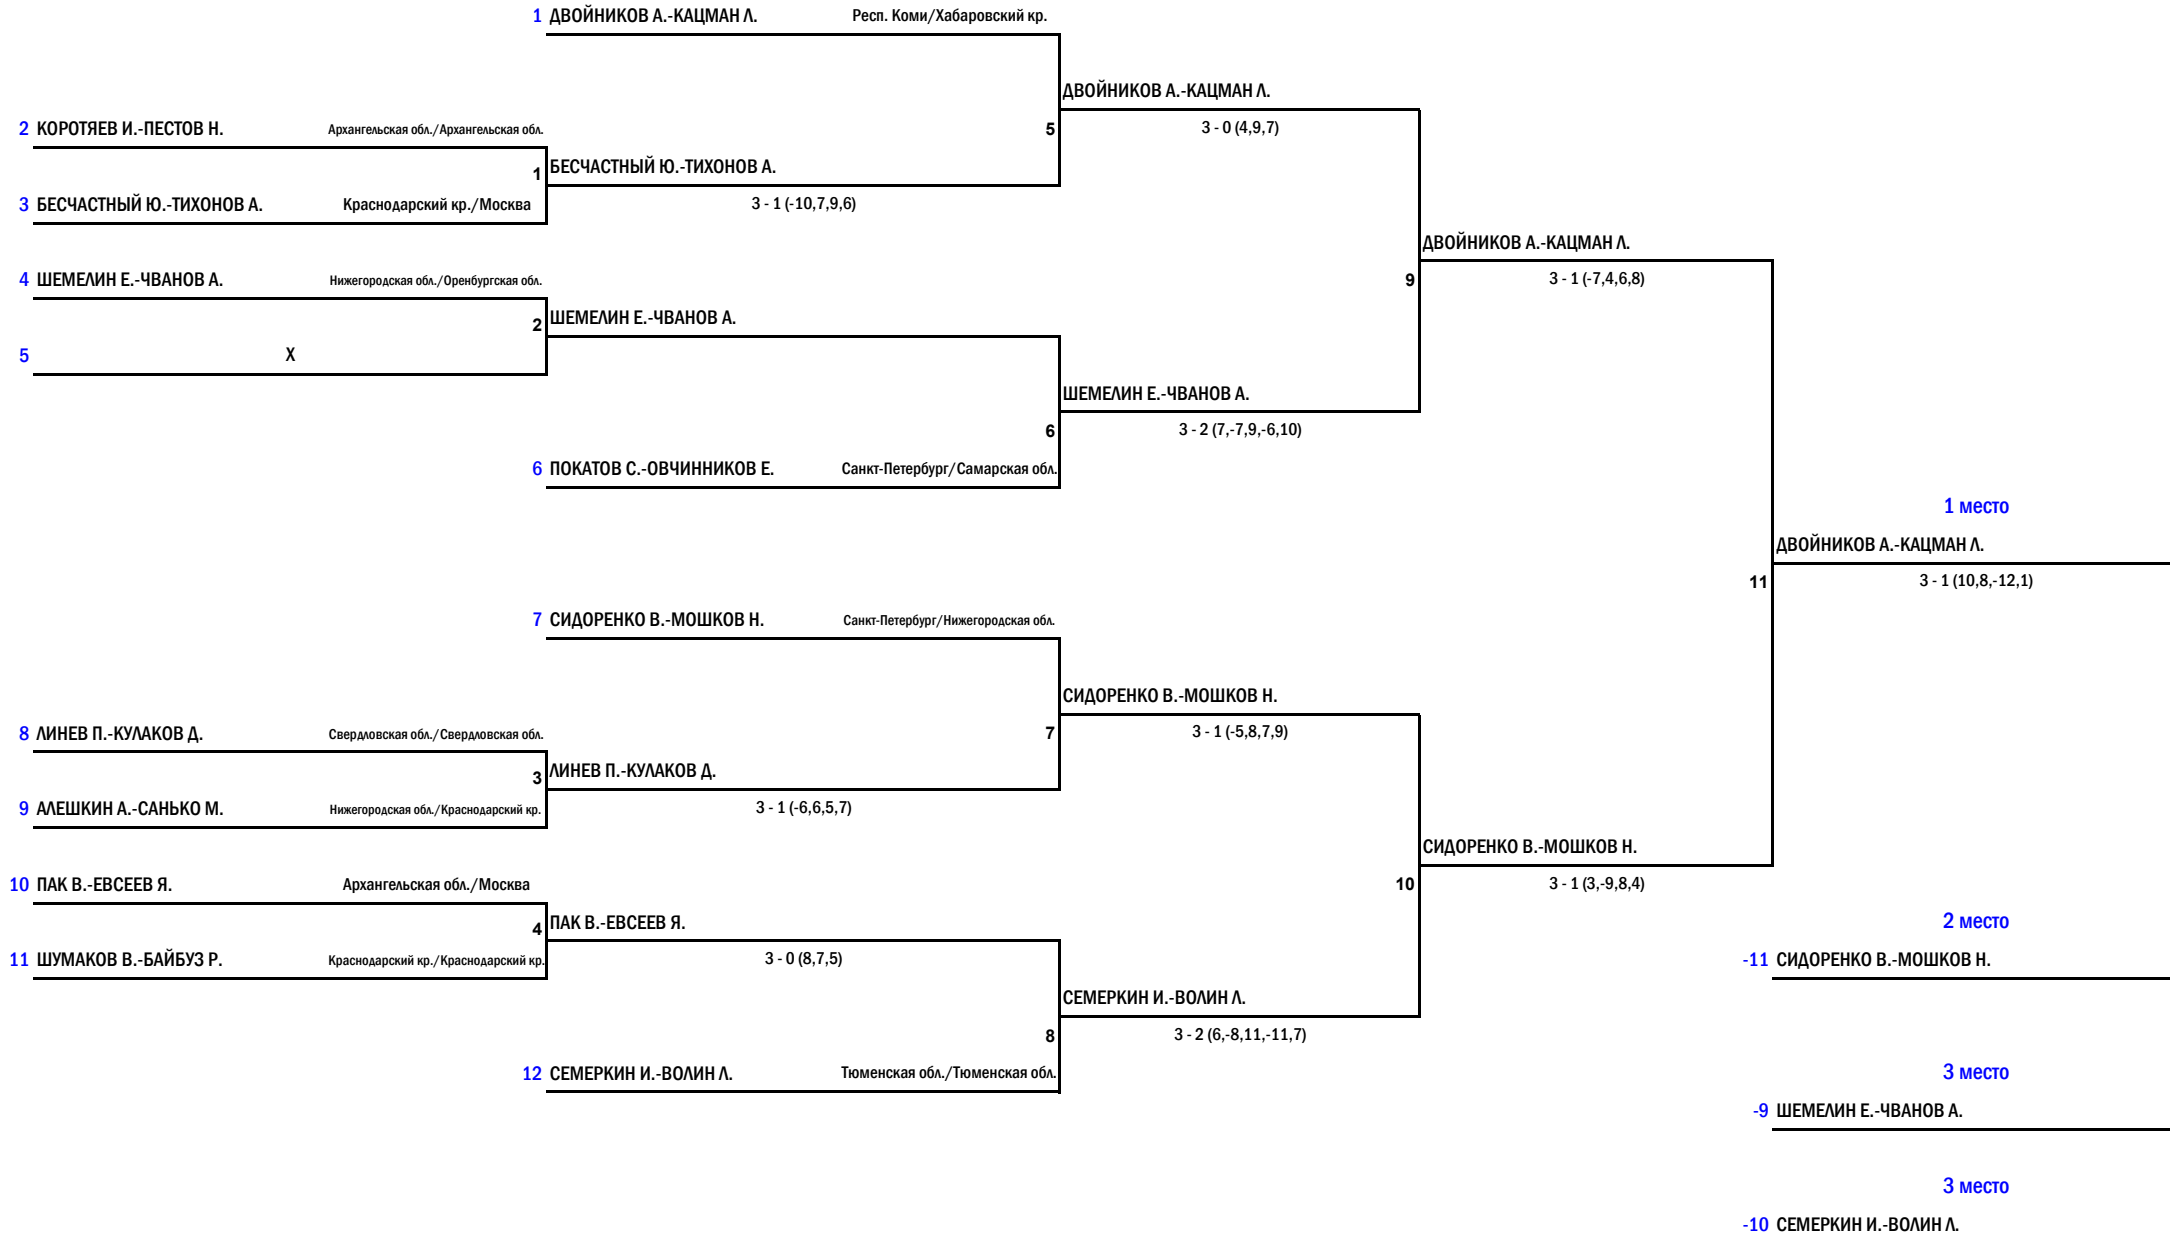 1 ДВОЙНИКОВ А.-КАЦМАН Л. Респ. Коми/Хабаровский кр.
ДВОЙНИКОВ А.-КАЦМАН Л.
2 КОРОТЯЕВ И.-ПЕСТОВ Н. Архангельская обл./Архангельская обл. 5 3 - 0 (4,9,7)
1 БЕСЧАСТНЫЙ Ю.-ТИХОНОВ А.
3 БЕСЧАСТНЫЙ Ю.-ТИХОНОВ А. Краснодарский кр./Москва 3 - 1 (-10,7,9,6)
ДВОЙНИКОВ А.-КАЦМАН Л.
4 ШЕМЕЛИН Е.-ЧВАНОВ А. Нижегородская обл./Оренбургская обл. 9 3 - 1 (-7,4,6,8)
2 ШЕМЕЛИН Е.-ЧВАНОВ А.
5 X
ШЕМЕЛИН Е.-ЧВАНОВ А.
6 3 - 2 (7,-7,9,-6,10)
6 ПОКАТОВ С.-ОВЧИННИКОВ Е. Санкт-Петербург/Самарская обл.
1 место
ДВОЙНИКОВ А.-КАЦМАН Л.
11 3 - 1 (10,8,-12,1)
7 СИДОРЕНКО В.-МОШКОВ Н. Санкт-Петербург/Нижегородская обл.
СИДОРЕНКО В.-МОШКОВ Н.
8 ЛИНЕВ П.-КУЛАКОВ Д. Свердловская обл./Свердловская обл. 7 3 - 1 (-5,8,7,9)
3 ЛИНЕВ П.-КУЛАКОВ Д.
9 АЛЕШКИН А.-САНЬКО М. Нижегородская обл./Краснодарский кр. 3 - 1 (-6,6,5,7)
СИДОРЕНКО В.-МОШКОВ Н.
10 ПАК В.-ЕВСЕЕВ Я. Архангельская обл./Москва 10 3 - 1 (3,-9,8,4)
4 ПАК В.-ЕВСЕЕВ Я. 2 место
11 ШУМАКОВ В.-БАЙБУЗ Р. Краснодарский кр./Краснодарский кр. 3 - 0 (8,7,5) -11 СИДОРЕНКО В.-МОШКОВ Н.
СЕМЕРКИН И.-ВОЛИН Л.
8 3 - 2 (6,-8,11,-11,7)
12 СЕМЕРКИН И.-ВОЛИН Л. Тюменская обл./Тюменская обл. 3 место
-9 ШЕМЕЛИН Е.-ЧВАНОВ А.
3 место
-10 СЕМЕРКИН И.-ВОЛИН Л.